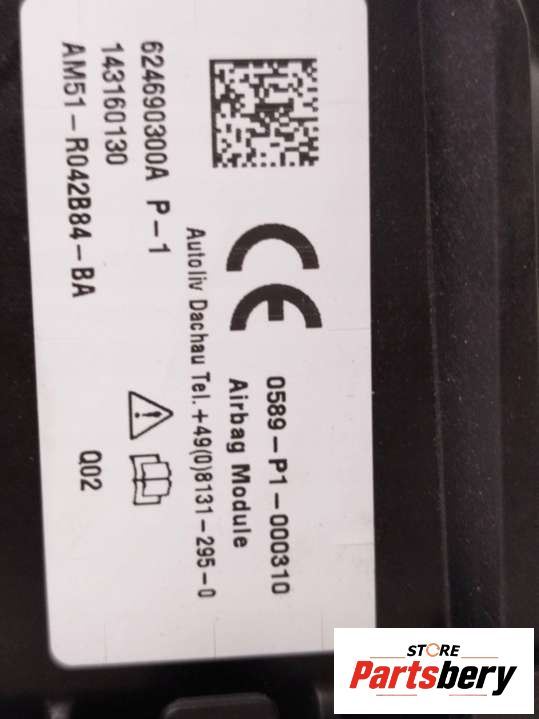 624690300A P-1
143160130
AM51-R042B84-BA
Q02
CE
0589-P1-000310
Airbag Module
Autoliv Dachau Tel.+49(0)8131-295-0
STORE
Partsbery